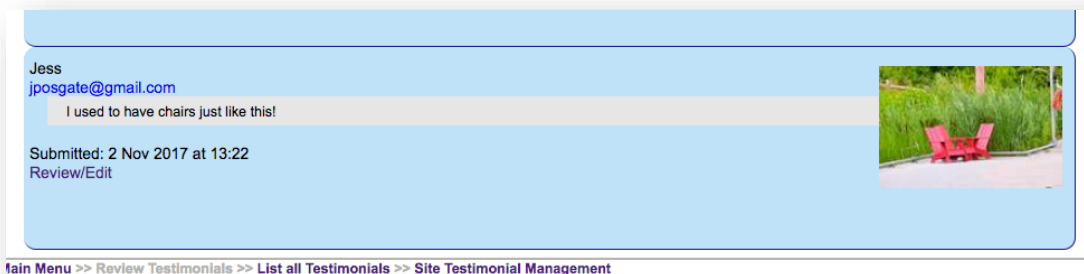 Jess
jposgate@gmail.com
I used to have chairs just like this!
Submitted: 2 Nov 2017 at 13:22
Review/Edit
Main Menu >> Review Testimonials >> List all Testimonials >> Site Testimonial Management